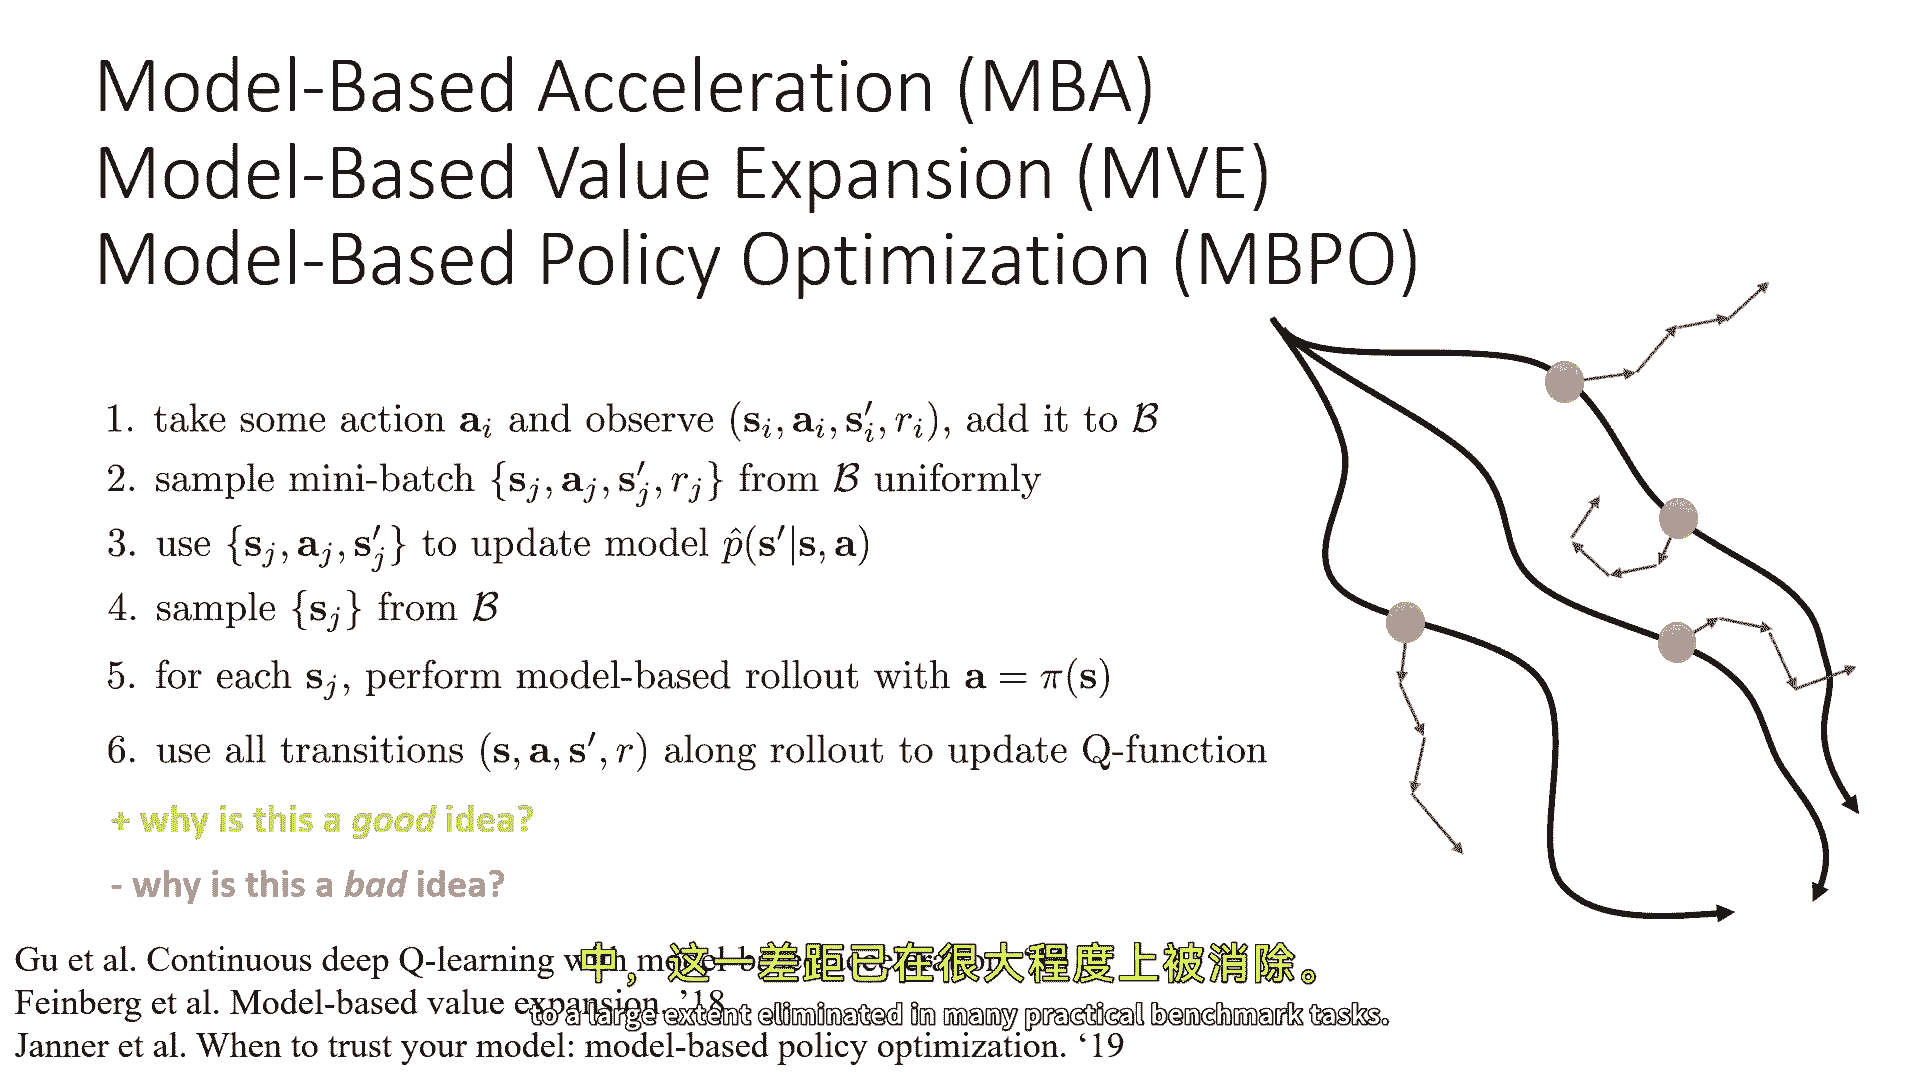 Model-Based Acceleration (MBA)
Model-Based Value Expansion (MVE)
Model-Based Policy Optimization (MBPO)
1. take some action $\mathbf{a}_i$ and observe $(\mathbf{s}_i, \mathbf{a}_i, \mathbf{s}_i', r_i)$, add it to $\mathcal{B}$
2. sample mini-batch $\{\mathbf{s}_j, \mathbf{a}_j, \mathbf{s}_j', r_j\}$ from $\mathcal{B}$ uniformly
3. use $\{\mathbf{s}_j, \mathbf{a}_j, \mathbf{s}_j'\}$ to update model $\hat{p}(\mathbf{s}'|\mathbf{s}, \mathbf{a})$
4. sample $\{\mathbf{s}_j\}$ from $\mathcal{B}$
5. for each $\mathbf{s}_j$, perform model-based rollout with $\mathbf{a} = \pi(\mathbf{s})$
6. use all transitions $(\mathbf{s}, \mathbf{a}, \mathbf{s}', r)$ along rollout to update Q-function
+ why is this a good idea?
- why is this a bad idea?
Gu et al. Continuous deep Q-learning with
中，这一差距已在很大程度上被消除。
Feinberg et al. Model-based value expansion. ’18
to a large extent eliminated in many practical benchmark tasks.
Janner et al. When to trust your model: model-based policy optimization. ‘19